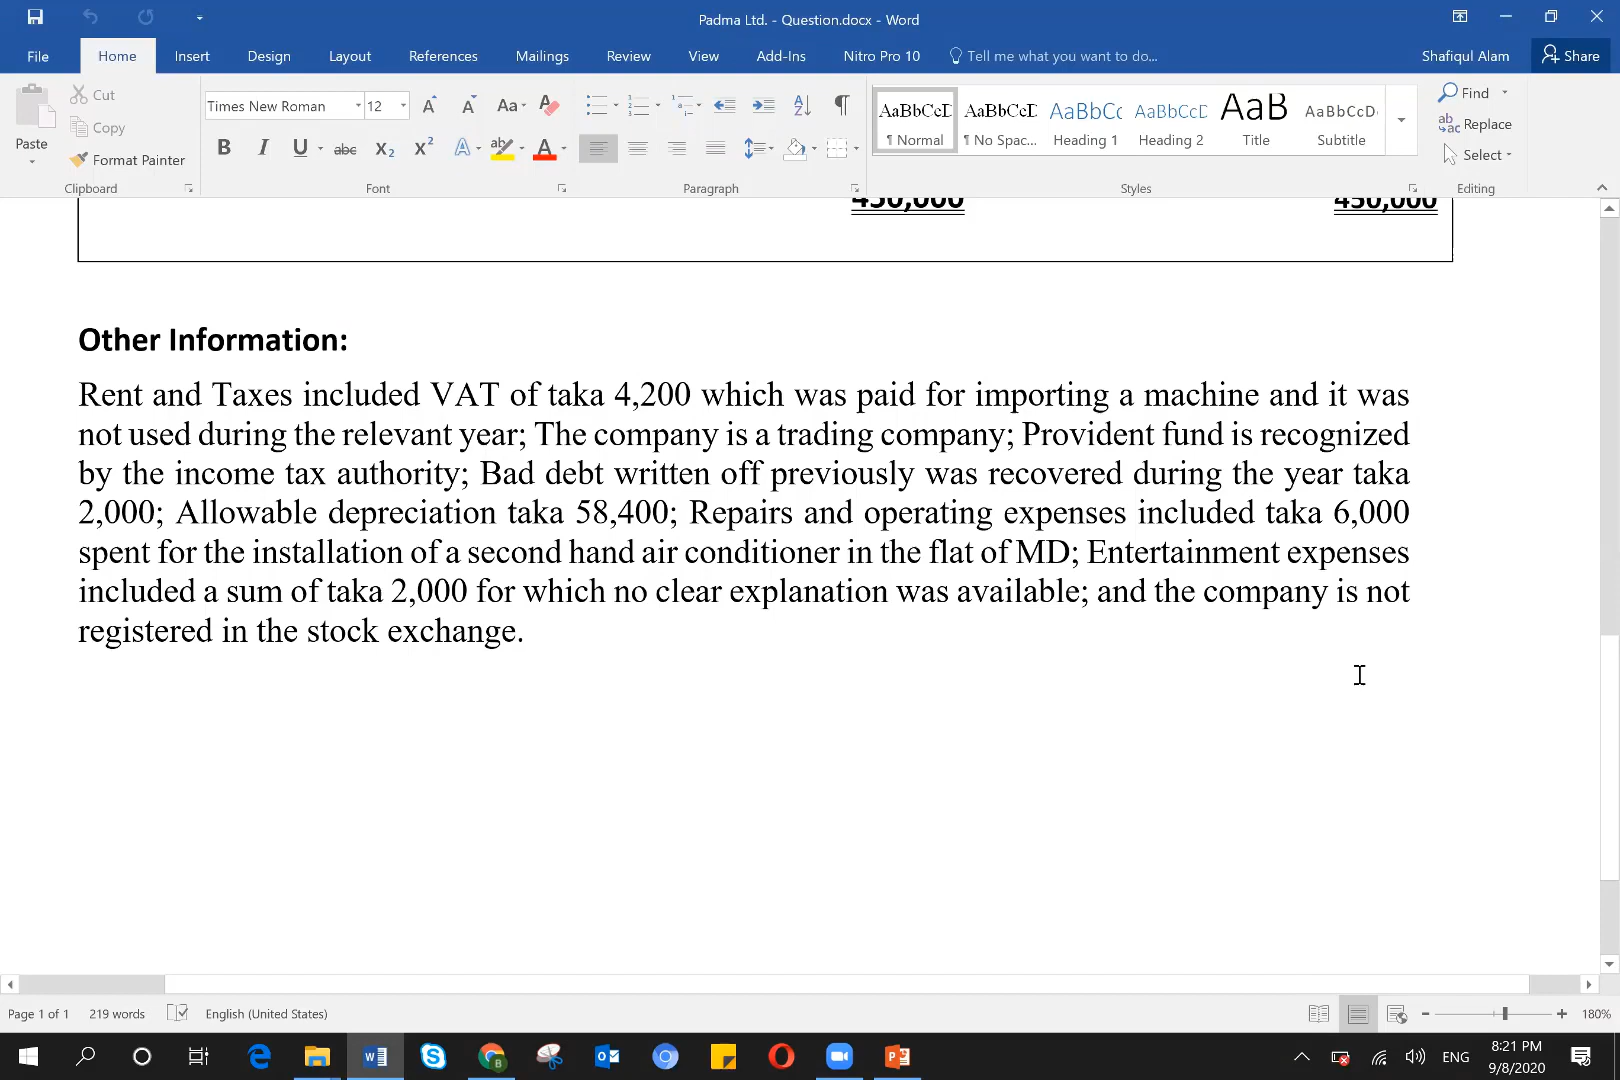 Padma Ltd. - Question.docx - Word
File Home Insert Design Layout References Mailings Review View Add-Ins Nitro Pro 10 Tell me what you want to do... Shafiqul Alam Share
Paste
Cut
Copy
Format Painter
Clipboard
Times New Roman 12 Aa
B I U abc X2 X2 A ab A
Font
Paragraph
AaBbCcD AaBbCcD AaBbCc AaBbCcD AaB AaBbCcD
¶ Normal ¶ No Spac... Heading 1 Heading 2 Title Subtitle
Styles
Find
Replace
Select
Editing
450,000 450,000
Other Information:
Rent and Taxes included VAT of taka 4,200 which was paid for importing a machine and it was
not used during the relevant year; The company is a trading company; Provident fund is recognized
by the income tax authority; Bad debt written off previously was recovered during the year taka
2,000; Allowable depreciation taka 58,400; Repairs and operating expenses included taka 6,000
spent for the installation of a second hand air conditioner in the flat of MD; Entertainment expenses
included a sum of taka 2,000 for which no clear explanation was available; and the company is not
registered in the stock exchange.
Page 1 of 1 219 words English (United States) 180%
ENG
8:21 PM
9/8/2020